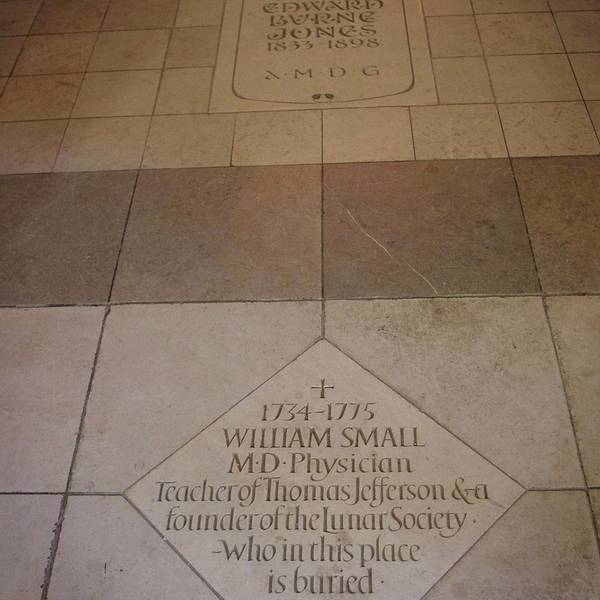 EDWARD
BURNE
JONES
1833-1898
A·M·D·G
1734-1775
WILLIAM SMALL
M·D·Physician
Teacher of Thomas Jefferson & a
founder of the Lunar Society·
-who in this place
is buried·